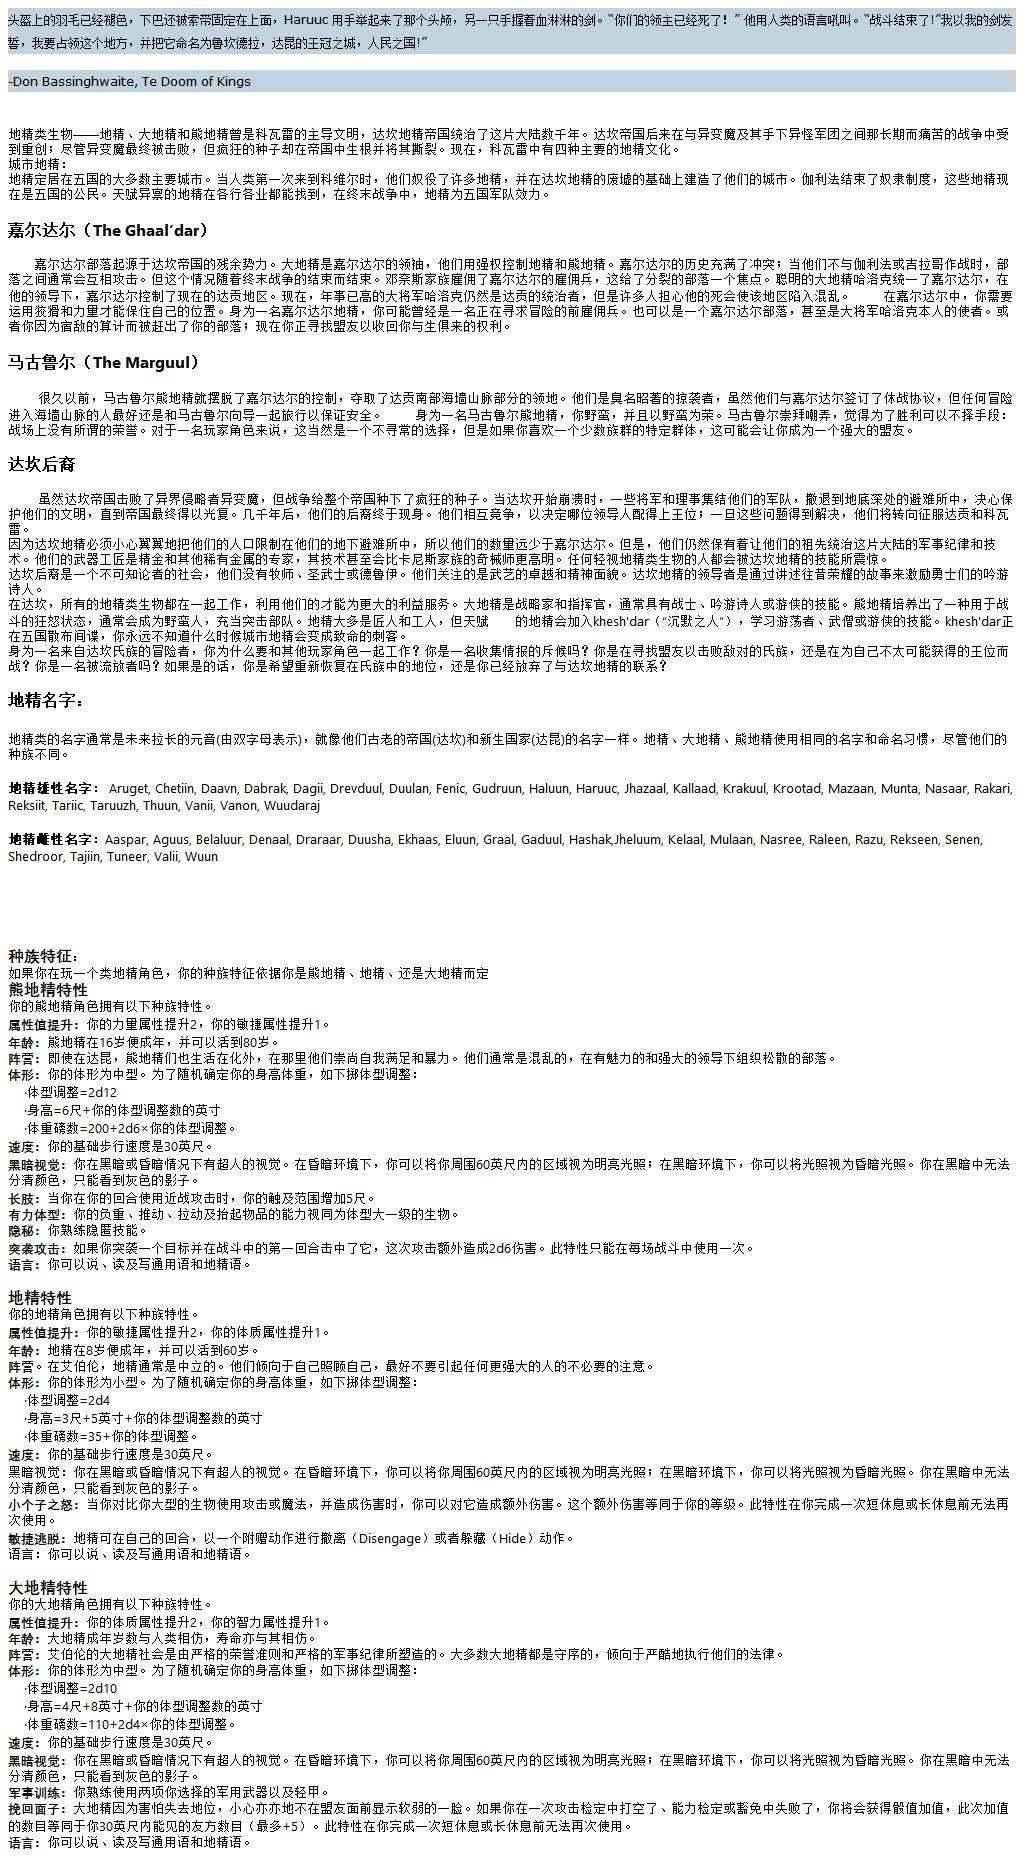 头盔上的羽毛已经褪色，下巴还被索带固定在上面，Haruuc 用手举起来了那个头颅，另一只手握着血淋淋的剑。“你们的领主已经死了！” 他用人类的语言吼叫。“战斗结束了!”我以我的剑发
誓，我要占领这个地方，并把它命名为鲁坎德拉，达昆的王冠之城，人民之国!”
-Don Bassinghwaite, Te Doom of Kings
地精类生物——地精、大地精和熊地精曾是科瓦雷的主导文明，达坎地精帝国统治了这片大陆数千年。达坎帝国后来在与异变魔及其手下异怪军团之间那长期而痛苦的战争中受
到重创；尽管异变魔最终被击败，但疯狂的种子却在帝国中生根并将其撕裂。现在，科瓦雷中有四种主要的地精文化。
城市地精：
地精定居在五国的大多数主要城市。当人类第一次来到科维尔时，他们奴役了许多地精，并在达坎地精的废墟的基础上建造了他们的城市。伽利法结束了奴隶制度，这些地精现
在是五国的公民。天赋异禀的地精在各行各业都能找到，在终末战争中，地精为五国军队效力。
嘉尔达尔（The Ghaal’dar）
嘉尔达尔部落起源于达坎帝国的残余势力。大地精是嘉尔达尔的领袖，他们用强权控制地精和熊地精。嘉尔达尔的历史充满了冲突；当他们不与伽利法或吉拉哥作战时，部
落之间通常会互相攻击。但这个情况随着终末战争的结束而结束。邓奈斯家族雇佣了嘉尔达尔的雇佣兵，这给了分裂的部落一个焦点。聪明的大地精哈洛克统一了嘉尔达尔，在
他的领导下，嘉尔达尔控制了现在的达贡地区。现在，年事已高的大将军哈洛克仍然是达贡的统治者，但是许多人担心他的死会使该地区陷入混乱。 在嘉尔达尔中，你需要
运用狡猾和力量才能保住自己的位置。身为一名嘉尔达尔地精，你可能曾经是一名正在寻求冒险的前雇佣兵。也可以是一个嘉尔达尔部落，甚至是大将军哈洛克本人的使者。或
者你因为宿敌的算计而被赶出了你的部落；现在你正寻找盟友以收回你与生俱来的权利。
马古鲁尔（The Marguul）
很久以前，马古鲁尔熊地精就摆脱了嘉尔达尔的控制，夺取了达贡南部海墙山脉部分的领地。他们是臭名昭著的掠袭者，虽然他们与嘉尔达尔签订了休战协议，但任何冒险
进入海墙山脉的人最好还是和马古鲁尔向导一起旅行以保证安全。 身为一名马古鲁尔熊地精，你野蛮，并且以野蛮为荣。马古鲁尔崇拜嘲弄，觉得为了胜利可以不择手段：
战场上没有所谓的荣誉。对于一名玩家角色来说，这当然是一个不寻常的选择，但是如果你喜欢一个少数族群的特定群体，这可能会让你成为一个强大的盟友。
达坎后裔
虽然达坎帝国击败了异界侵略者异变魔，但战争给整个帝国种下了疯狂的种子。当达坎开始崩溃时，一些将军和理事集结他们的军队，撤退到地底深处的避难所中，决心保
护他们的文明，直到帝国最终得以光复。几千年后，他们的后裔终于现身。他们相互竞争，以决定哪位领导人配得上王位；一旦这些问题得到解决，他们将转向征服达贡和科瓦
雷。
因为达坎地精必须小心翼翼地把他们的人口限制在他们的地下避难所中，所以他们的数量远少于嘉尔达尔。但是，他们仍然保有着让他们的祖先统治这片大陆的军事纪律和技
术。他们的武器工匠是精金和其他稀有金属的专家，其技术甚至会比卡尼斯家族的奇械师更高明。任何轻视地精类生物的人都会被达坎地精的技能所震惊。
达坎后裔是一个不可知论者的社会，他们没有牧师、圣武士或德鲁伊。他们关注的是武艺的卓越和精神面貌。达坎地精的领导者是通过讲述往昔荣耀的故事来激励勇士们的吟游
诗人。
在达坎，所有的地精类生物都在一起工作，利用他们的才能为更大的利益服务。大地精是战略家和指挥官，通常具有战士、吟游诗人或游侠的技能。熊地精培养出了一种用于战
斗的狂怒状态，通常会成为野蛮人，充当突击部队。地精大多是匠人和工人，但天赋 的地精会加入khesh'dar（“沉默之人”），学习游荡者、武僧或游侠的技能。khesh'dar正
在五国散布间谍，你永远不知道什么时候城市地精会变成致命的刺客。
身为一名来自达坎氏族的冒险者，你为什么要和其他玩家角色一起工作？你是一名收集情报的斥候吗？你是在寻找盟友以击败敌对的氏族，还是在为自己不太可能获得的王位而
战？你是一名被流放者吗？如果是的话，你是希望重新恢复在氏族中的地位，还是你已经放弃了与达坎地精的联系？
地精名字：
地精类的名字通常是未来拉长的元音(由双字母表示)，就像他们古老的帝国(达坎)和新生国家(达昆)的名字一样。地精、大地精、熊地精使用相同的名字和命名习惯，尽管他们的
种族不同。
地精雄性名字： Aruget, Chetiin, Daavn, Dabrak, Dagii, Drevduul, Duulan, Fenic, Gudruun, Haluun, Haruuc, Jhazaal, Kallaad, Krakuul, Krootad, Mazaan, Munta, Nasaar, Rakari,
Reksiit, Tariic, Taruuzh, Thuun, Vanii, Vanon, Wuudaraj
地精雌性名字：Aaspar, Aguus, Belaluur, Denaal, Draraar, Duusha, Ekhaas, Eluun, Graal, Gaduul, Hashak,Jheluum, Kelaal, Mulaan, Nasree, Raleen, Razu, Rekseen, Senen,
Shedroor, Tajiin, Tuneer, Valii, Wuun
种族特征：
如果你在玩一个类地精角色，你的种族特征依据你是熊地精、地精、还是大地精而定
熊地精特性
你的熊地精角色拥有以下种族特性。
属性值提升：你的力量属性提升2，你的敏捷属性提升1。
年龄：熊地精在16岁便成年，并可以活到80岁。
阵营：即使在达昆，熊地精们也生活在化外，在那里他们崇尚自我满足和暴力。他们通常是混乱的，在有魅力的和强大的领导下组织松散的部落。
体形：你的体形为中型。为了随机确定你的身高体重，如下掷体型调整：
·体型调整=2d12
·身高=6尺+你的体型调整数的英寸
·体重磅数=200+2d6×你的体型调整。
速度：你的基础步行速度是30英尺。
黑暗视觉：你在黑暗或昏暗情况下有超人的视觉。在昏暗环境下，你可以将你周围60英尺内的区域视为明亮光照；在黑暗环境下，你可以将光照视为昏暗光照。你在黑暗中无法
分清颜色，只能看到灰色的影子。
长肢：当你在你的回合使用近战攻击时，你的触及范围增加5尺。
有力体型：你的负重、推动、拉动及抬起物品的能力视同为体型大一级的生物。
隐秘：你熟练隐匿技能。
突袭攻击：如果你突袭一个目标并在战斗中的第一回合击中了它，这次攻击额外造成2d6伤害。此特性只能在每场战斗中使用一次。
语言：你可以说、读及写通用语和地精语。
地精特性
你的地精角色拥有以下种族特性。
属性值提升：你的敏捷属性提升2，你的体质属性提升1。
年龄：地精在8岁便成年，并可以活到60岁。
阵营。在艾伯伦，地精通常是中立的。他们倾向于自己照顾自己，最好不要引起任何更强大的人的不必要的注意。
体形：你的体形为小型。为了随机确定你的身高体重，如下掷体型调整：
·体型调整=2d4
·身高=3尺+5英寸+你的体型调整数的英寸
·体重磅数=35+你的体型调整。
速度：你的基础步行速度是30英尺。
黑暗视觉：你在黑暗或昏暗情况下有超人的视觉。在昏暗环境下，你可以将你周围60英尺内的区域视为明亮光照；在黑暗环境下，你可以将光照视为昏暗光照。你在黑暗中无法
分清颜色，只能看到灰色的影子。
小个子之怒：当你对比你大型的生物使用攻击或魔法，并造成伤害时，你可以对它造成额外伤害。这个额外伤害等同于你的等级。此特性在你完成一次短休息或长休息前无法再
次使用。
敏捷逃脱：地精可在自己的回合，以一个附赠动作进行撤离（Disengage）或者躲藏（Hide）动作。
语言：你可以说、读及写通用语和地精语。
大地精特性
你的大地精角色拥有以下种族特性。
属性值提升：你的体质属性提升2，你的智力属性提升1。
年龄：大地精成年岁数与人类相仿，寿命亦与其相仿。
阵营：艾伯伦的大地精社会是由严格的荣誉准则和严格的军事纪律所塑造的。大多数大地精都是守序的，倾向于严酷地执行他们的法律。
体形：你的体形为中型。为了随机确定你的身高体重，如下掷体型调整：
·体型调整=2d10
·身高=4尺+8英寸+你的体型调整数的英寸
·体重磅数=110+2d4×你的体型调整。
速度：你的基础步行速度是30英尺。
黑暗视觉：你在黑暗或昏暗情况下有超人的视觉。在昏暗环境下，你可以将你周围60英尺内的区域视为明亮光照；在黑暗环境下，你可以将光照视为昏暗光照。你在黑暗中无法
分清颜色，只能看到灰色的影子。
军事训练：你熟练使用两项你选择的军用武器以及轻甲。
挽回面子：大地精因为害怕失去地位，小心亦亦地不在盟友面前显示软弱的一脸。如果你在一次攻击检定中打空了、能力检定或豁免中失败了，你将会获得骰值加值，此次加值
的数目等同于你30英尺内能见的友方数目（最多+5）。此特性在你完成一次短休息或长休息前无法再次使用。
语言：你可以说、读及写通用语和地精语。